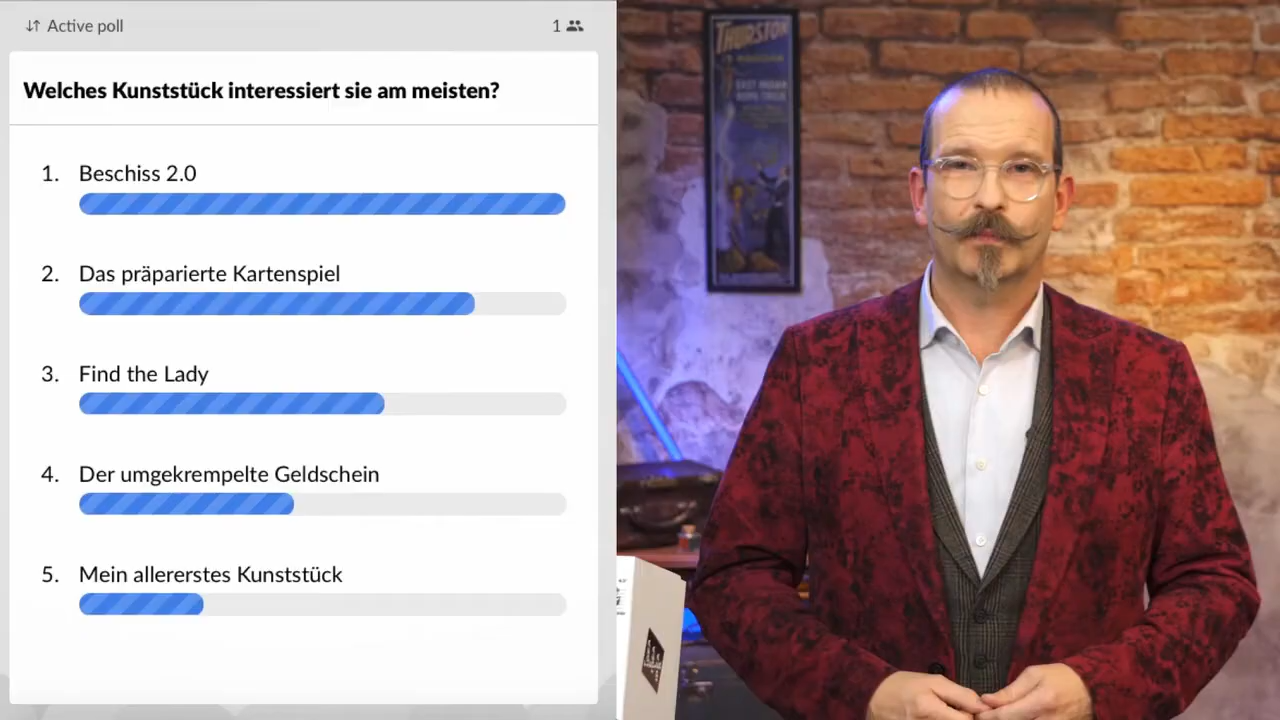 Active poll
1
Welches Kunststück interessiert sie am meisten?
1. Beschiss 2.0
2. Das präparierte Kartenspiel
3. Find the Lady
4. Der umgekrempelte Geldschein
5. Mein allererstes Kunststück
THURSTON